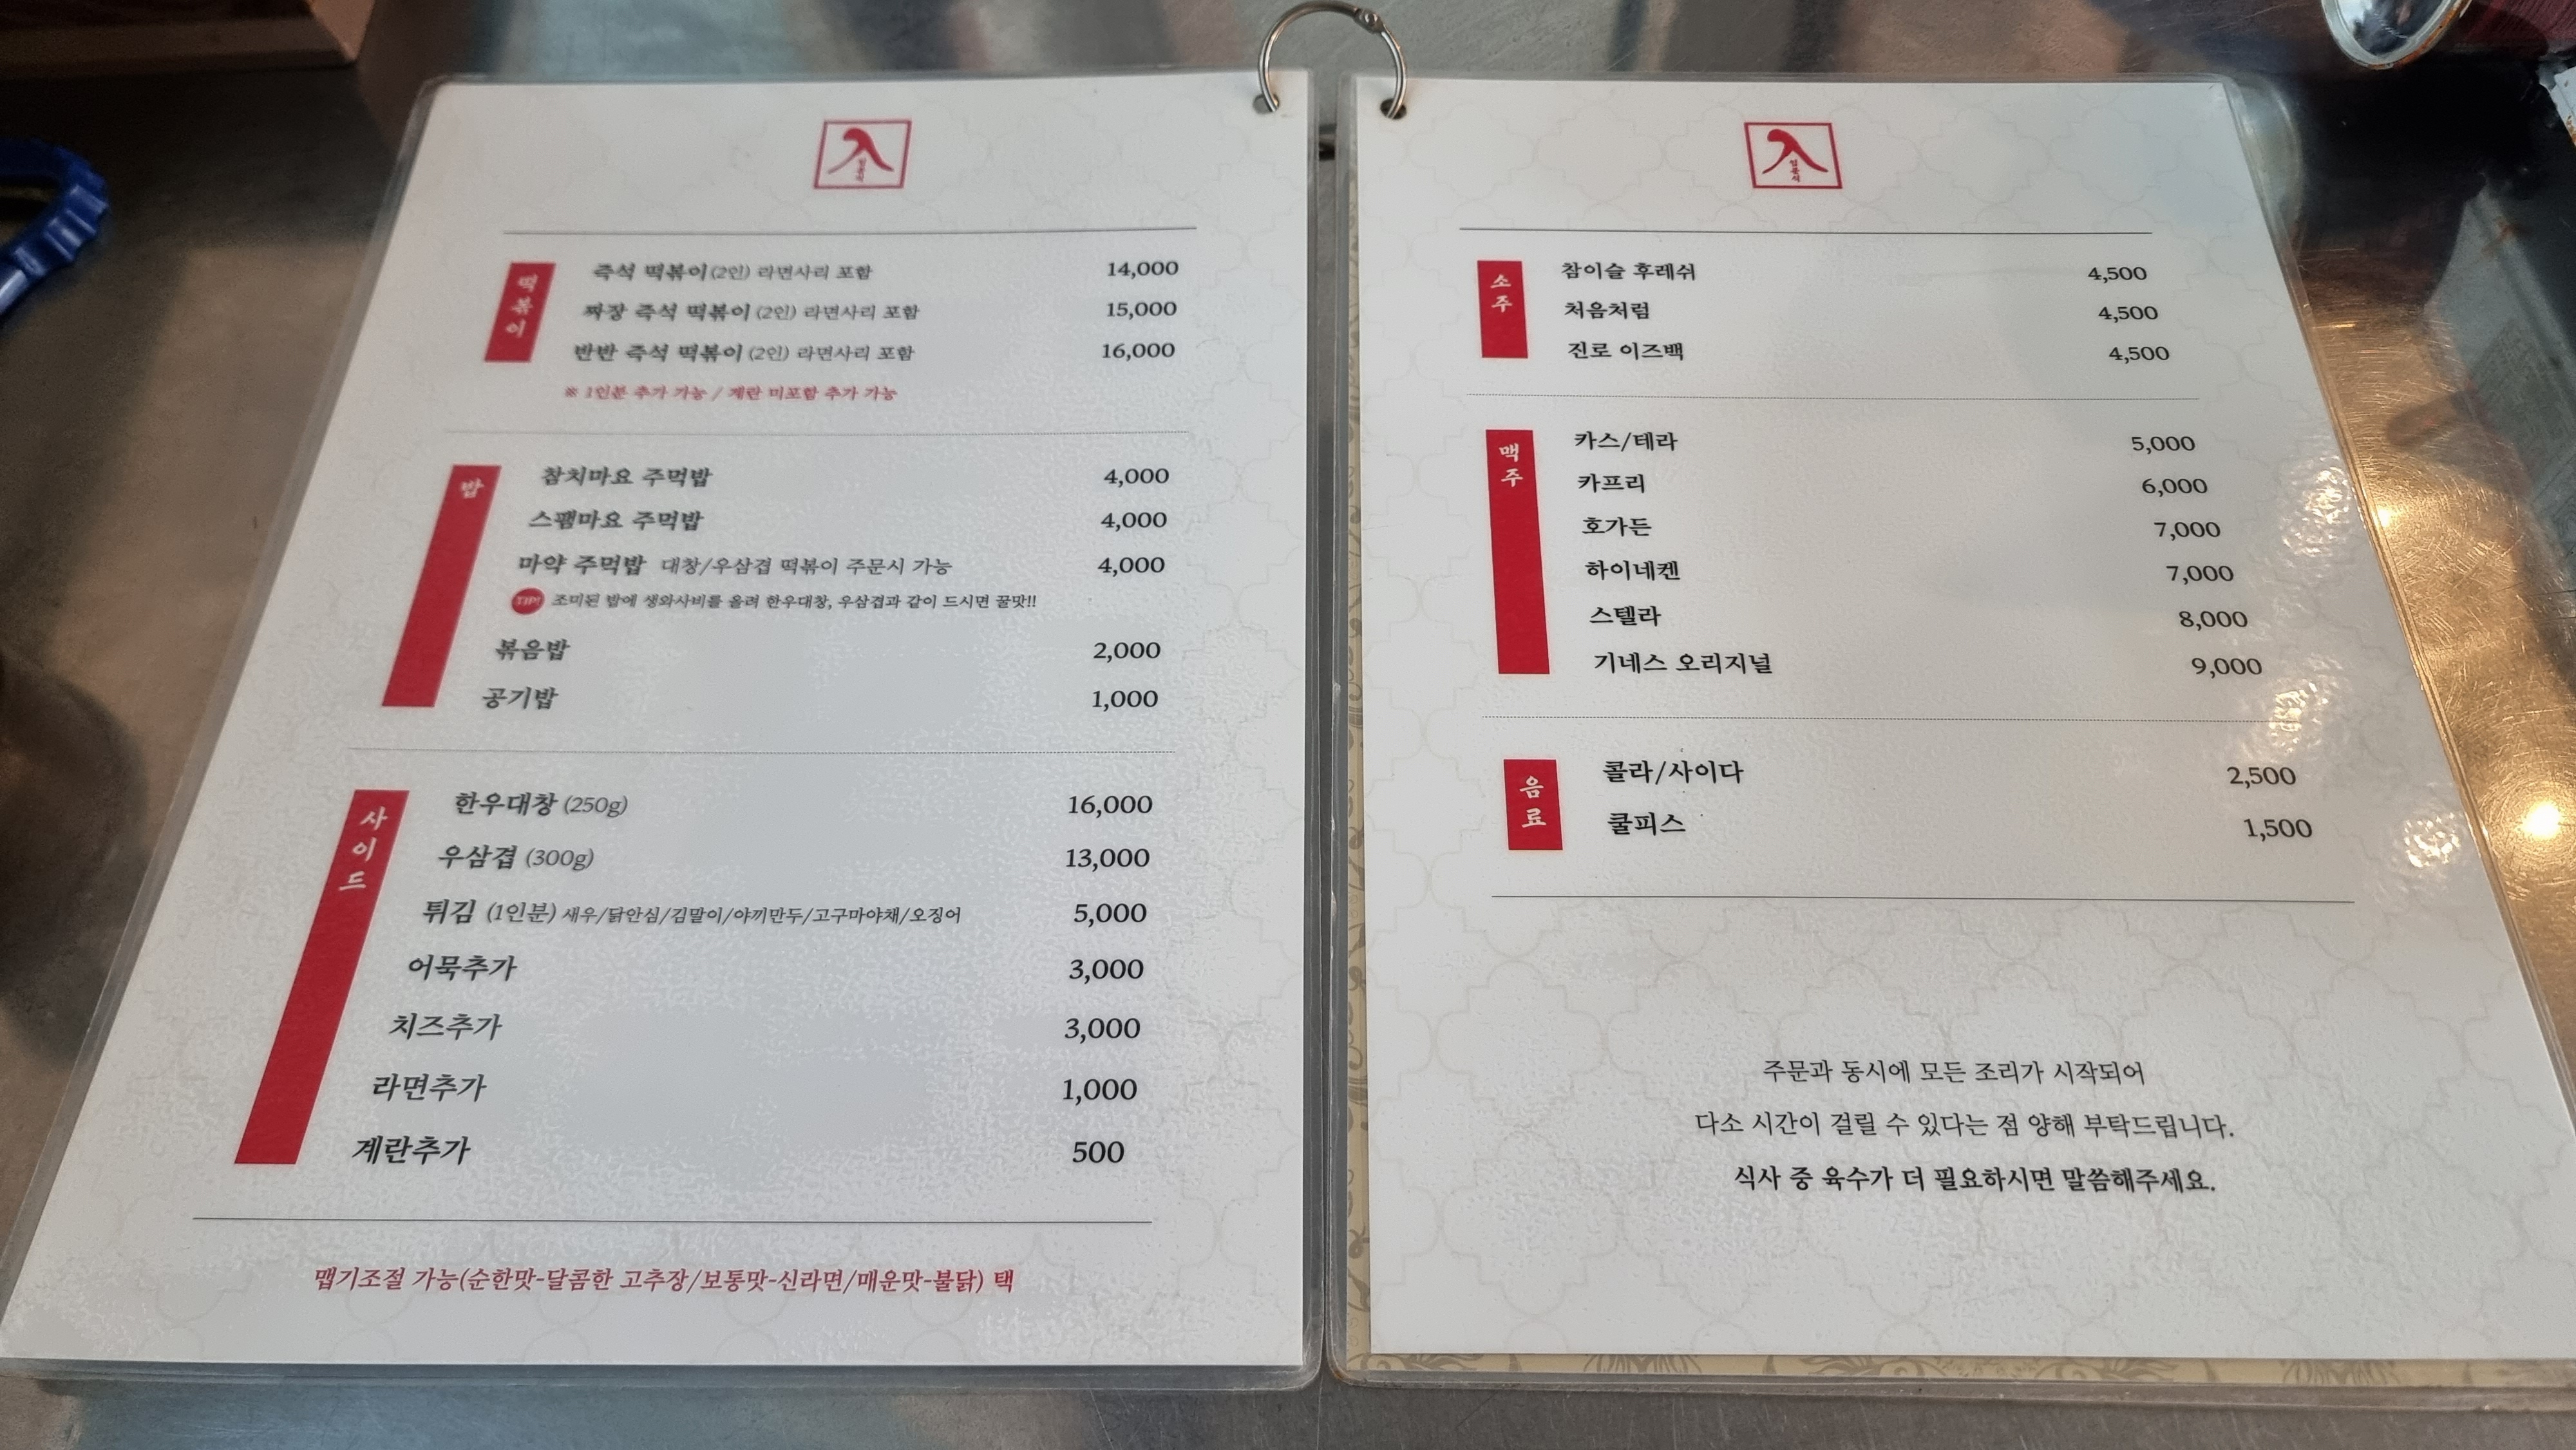 떡볶이
즉석 떡볶이(2인) 라면사리 포함 14,000
짜장 즉석 떡볶이 (2인) 라면사리 포함 15,000
반반 즉석 떡볶이 (2인) 라면사리 포함 16,000
※ 1인분 추가 가능 / 계란 미포함 추가 가능
밥
참치마요 주먹밥 4,000
스팸마요 주먹밥 4,000
마약 주먹밥 대창/우삼겹 떡볶이 주문시 가능 4,000
TIP! 조미된 밥에 생와사비를 올려 한우대창, 우삼겹과 같이 드시면 꿀맛!!
볶음밥 2,000
공기밥 1,000
사이드
한우대창 (250g) 16,000
우삼겹 (300g) 13,000
튀김 (1인분) 새우/닭안심/김말이/야끼만두/고구마야채/오징어 5,000
어묵추가 3,000
치즈추가 3,000
라면추가 1,000
계란추가 500
맵기조절 가능(순한맛-달콤한 고추장/보통맛-신라면/매운맛-불닭) 택
소주
참이슬 후레쉬 4,500
처음처럼 4,500
진로 이즈백 4,500
맥주
카스/테라 5,000
카프리 6,000
호가든 7,000
하이네켄 7,000
스텔라 8,000
기네스 오리지널 9,000
음료
콜라/사이다 2,500
쿨피스 1,500
주문과 동시에 모든 조리가 시작되어
다소 시간이 걸릴 수 있다는 점 양해 부탁드립니다.
식사 중 육수가 더 필요하시면 말씀해주세요.